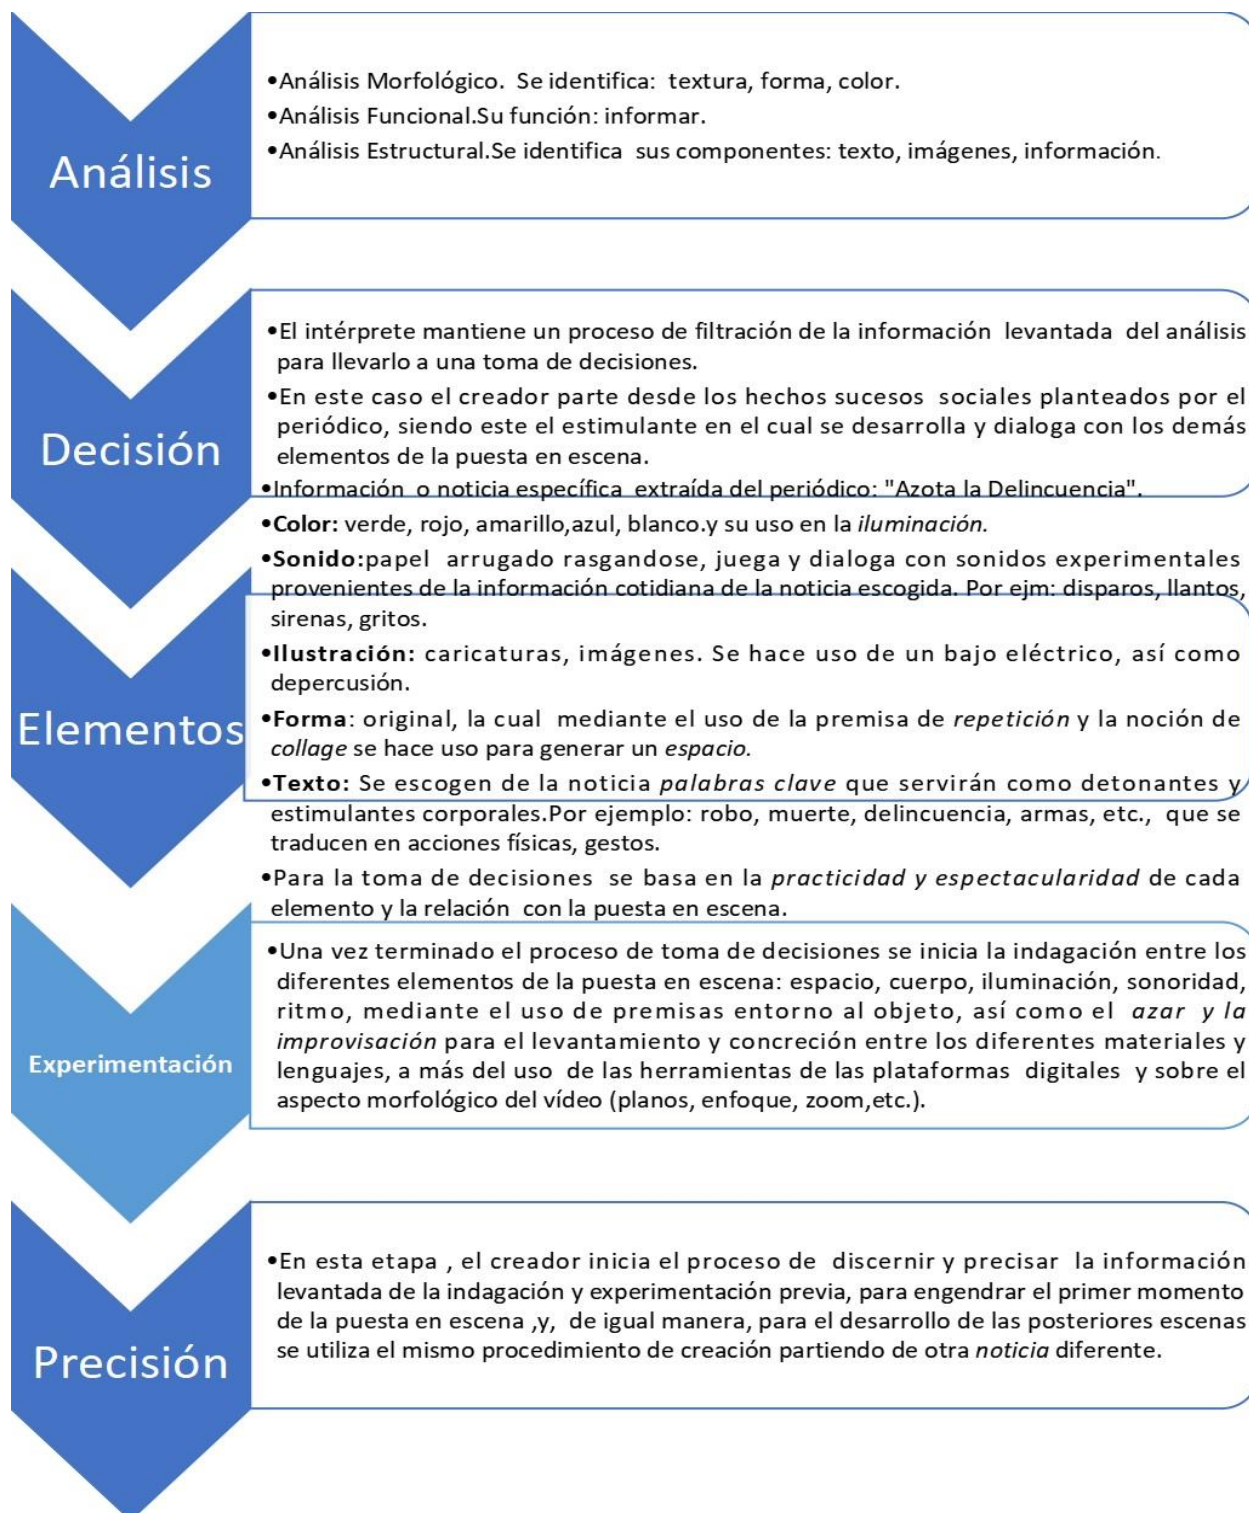 Análisis
•Análisis Morfológico. Se identifica: textura, forma, color.
•Análisis Funcional.Su función: informar.
•Análisis Estructural.Se identifica sus componentes: texto, imágenes, información.
Decisión
•El intérprete mantiene un proceso de filtración de la información levantada del análisis
para llevarlo a una toma de decisiones.
•En este caso el creador parte desde los hechos sucesos sociales planteados por el
periódico, siendo este el estimulante en el cual se desarrolla y dialoga con los demás
elementos de la puesta en escena.
Elementos
•Información o noticia específica extraída del periódico: "Azota la Delincuencia".
•Color: verde, rojo, amarillo,azul, blanco.y su uso en la iluminación.
•Sonido:papel arrugado rasgandose, juega y dialoga con sonidos experimentales
provenientes de la información cotidiana de la noticia escogida. Por ejm: disparos, llantos,
sirenas, gritos.
•Ilustración: caricaturas, imágenes. Se hace uso de un bajo eléctrico, así como
depercusión.
•Forma: original, la cual mediante el uso de la premisa de repetición y la noción de
collage se hace uso para generar un espacio.
•Texto: Se escogen de la noticia palabras clave que servirán como detonantes y
estimulantes corporales.Por ejemplo: robo, muerte, delincuencia, armas, etc., que se
traducen en acciones físicas, gestos.
•Para la toma de decisiones se basa en la practicidad y espectacularidad de cada
elemento y la relación con la puesta en escena.
Experimentación
•Una vez terminado el proceso de toma de decisiones se inicia la indagación entre los
diferentes elementos de la puesta en escena: espacio, cuerpo, iluminación, sonoridad,
ritmo, mediante el uso de premisas entorno al objeto, así como el azar y la
improvisación para el levantamiento y concreción entre los diferentes materiales y
lenguajes, a más del uso de las herramientas de las plataformas digitales y sobre el
aspecto morfológico del vídeo (planos, enfoque, zoom,etc.).
Precisión
•En esta etapa , el creador inicia el proceso de discernir y precisar la información
levantada de la indagación y experimentación previa, para engendrar el primer momento
de la puesta en escena ,y, de igual manera, para el desarrollo de las posteriores escenas
se utiliza el mismo procedimiento de creación partiendo de otra noticia diferente.